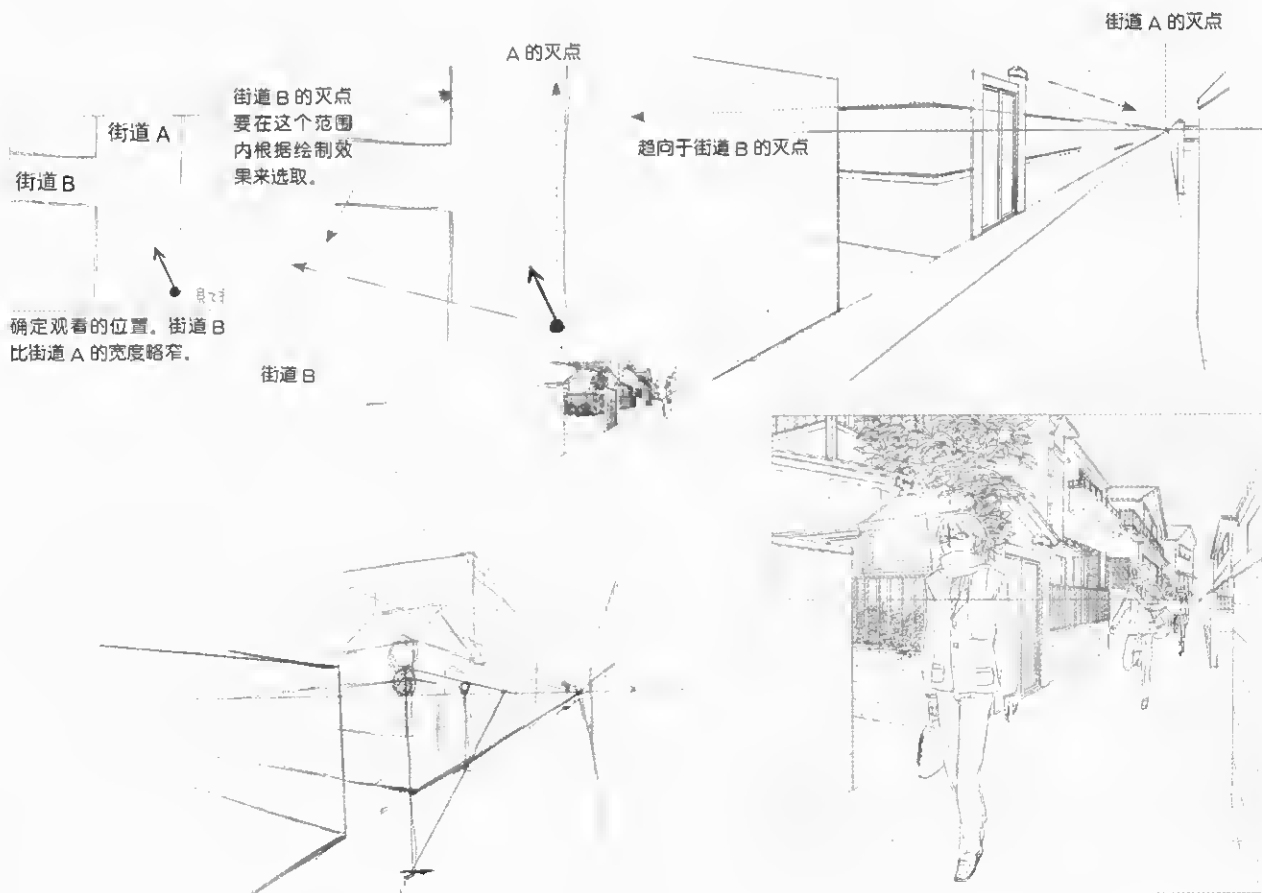 街道 A 的灭点
A 的灭点
街道 B 的灭点
要在这个范围
内根据绘制效
果来选取。
街道 A
街道 B
趋向于街道 B 的灭点
确定观看的位置。街道 B
比街道 A 的宽度略窄。
街道 B